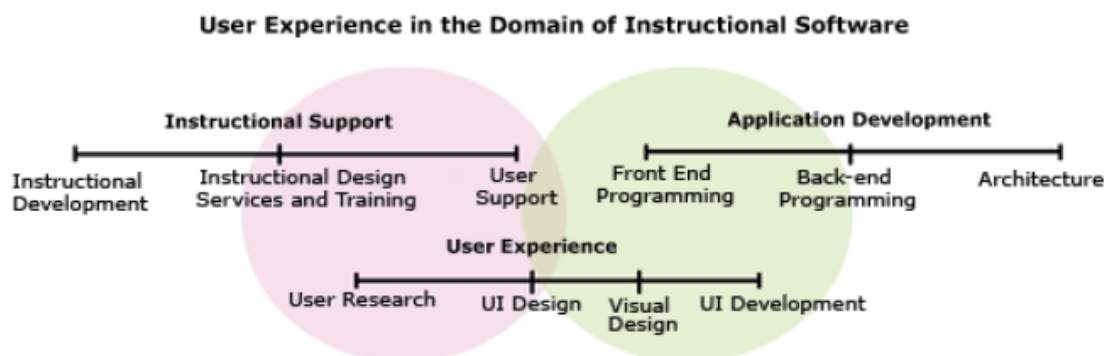 User Experience in the Domain of Instructional Software
Instructional Support
Application Development
Instructional
Development
Instructional Design
Services and Training
User
Support
Front End
Programming
Back-end
Programming
Architecture
User Experience
User Research
UI Design
Visual
Design
UI Development